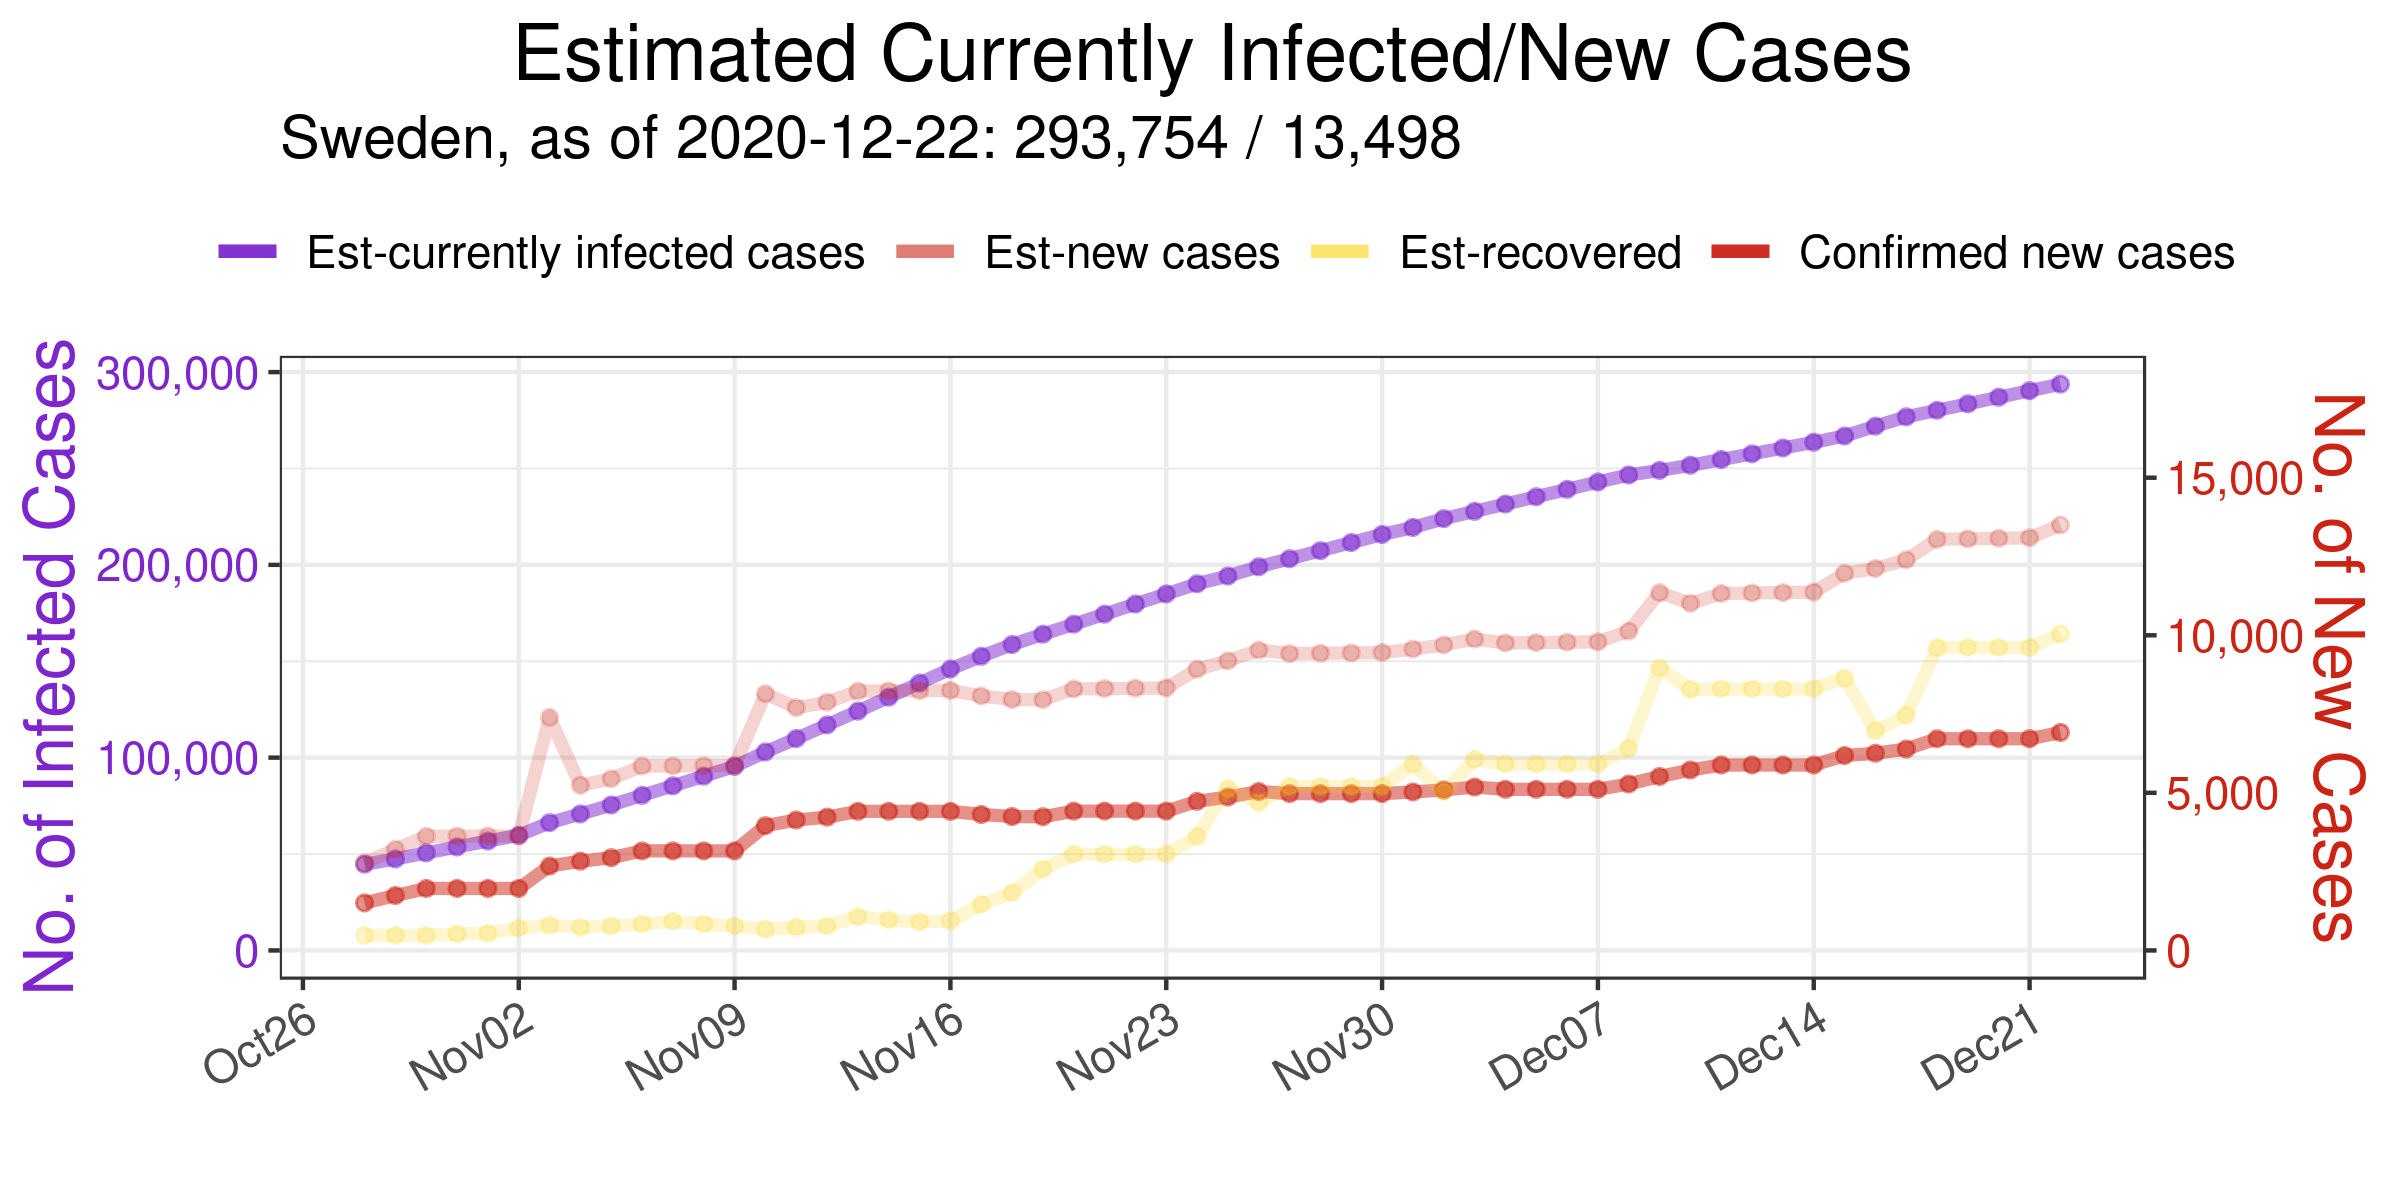 Estimated Currently Infected/New Cases
Sweden, as of 2020-12-22: 293,754 / 13,498
Est-currently infected cases Est-new cases Est-recovered Confirmed new cases
No. of Infected Cases
300,000
200,000
100,000
0
15,000
10,000
5,000
0
No. of New Cases
Oct26 Nov02 Nov09 Nov16 Nov23 Nov30 Dec07 Dec14 Dec21